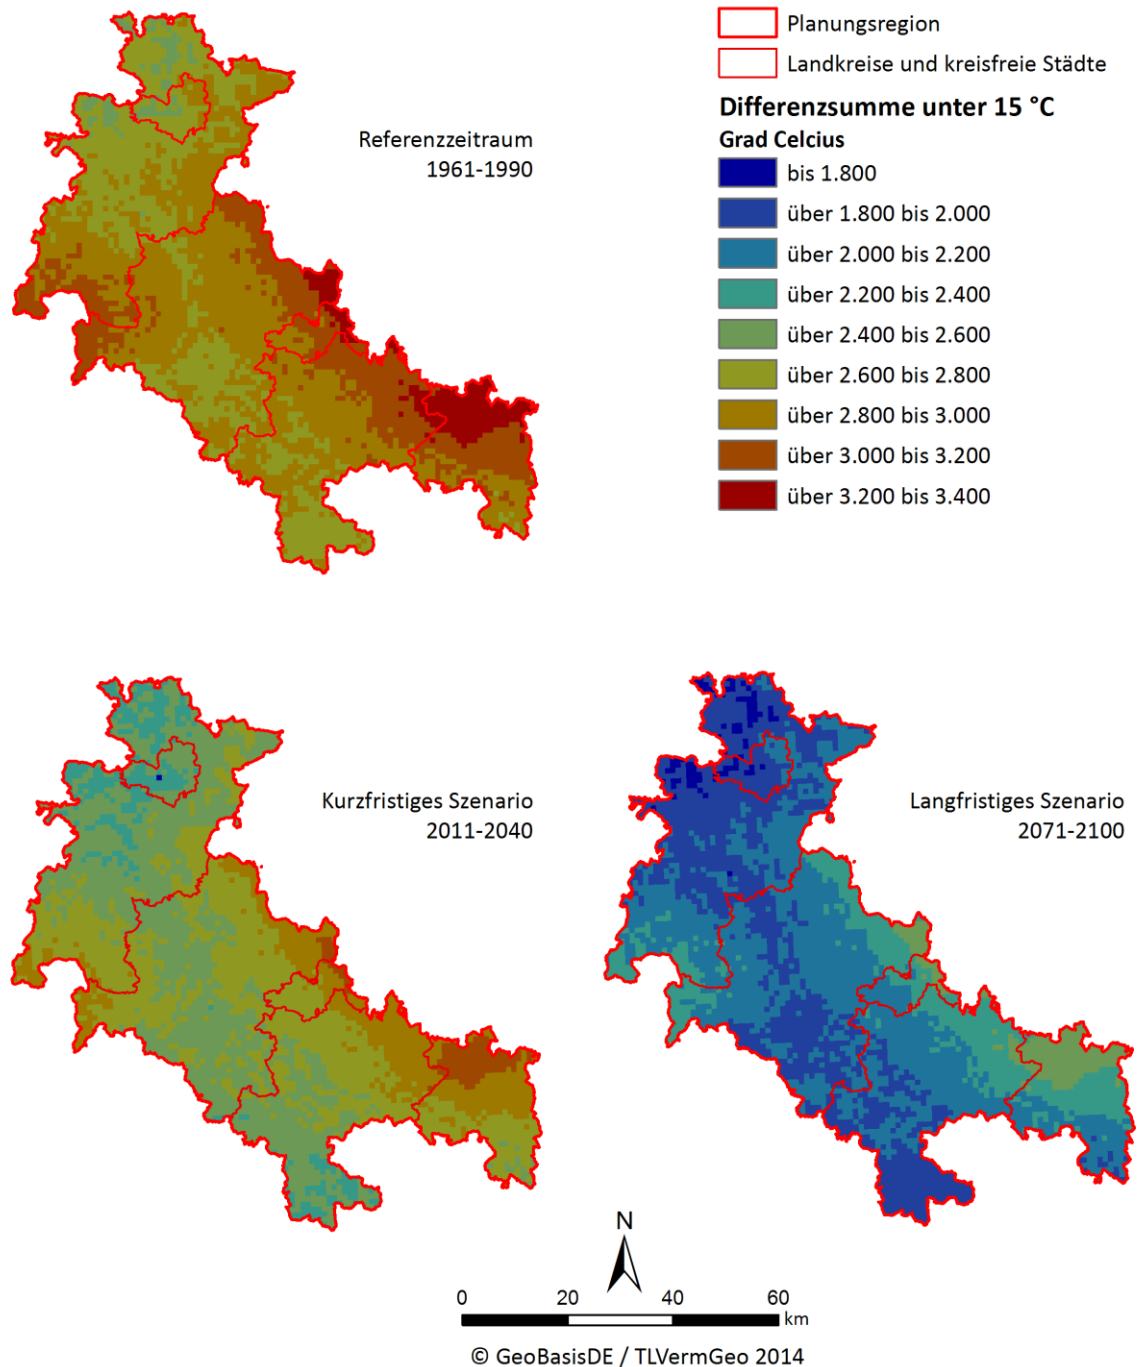 Planungsregion
Landkreise und kreisfreie Städte
Differenzsumme unter 15 °C
Grad Celcius
bis 1.800
über 1.800 bis 2.000
über 2.000 bis 2.200
über 2.200 bis 2.400
über 2.400 bis 2.600
über 2.600 bis 2.800
über 2.800 bis 3.000
über 3.000 bis 3.200
über 3.200 bis 3.400
Referenzzeitraum
1961-1990
Kurzfristiges Szenario
2011-2040
Langfristiges Szenario
2071-2100
N
0 20 40 60
km
© GeoBasisDE / TLVermGeo 2014